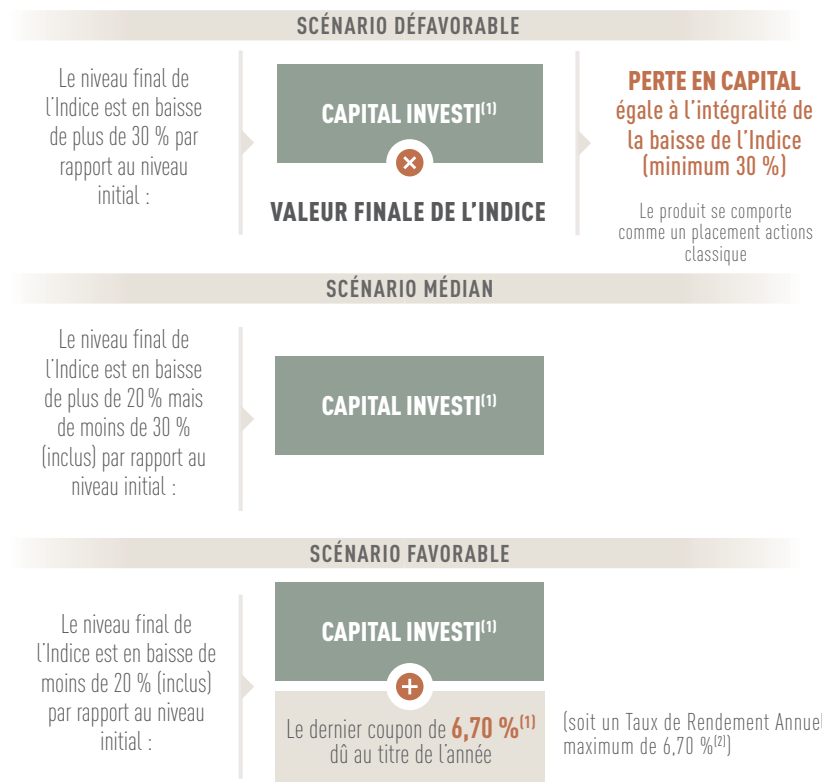 SCÉNARIO DÉFAVORABLE
Le niveau final de
l’Indice est en baisse
de plus de 30 % par
rapport au niveau
initial :
CAPITAL INVESTI(1)
×
VALEUR FINALE DE L’INDICE
PERTE EN CAPITAL
égale à l’intégralité de
la baisse de l’Indice
(minimum 30 %)
Le produit se comporte
comme un placement actions
classique
SCÉNARIO MÉDIAN
Le niveau final de
l’Indice est en baisse
de plus de 20 % mais
de moins de 30 %
(inclus) par rapport au
niveau initial :
CAPITAL INVESTI(1)
SCÉNARIO FAVORABLE
Le niveau final de
l’Indice est en baisse de
moins de 20 % (inclus)
par rapport au niveau
initial :
CAPITAL INVESTI(1)
+
Le dernier coupon de 6,70 %(1)
dû au titre de l’année
(soit un Taux de Rendement Annuel
maximum de 6,70 %(2))